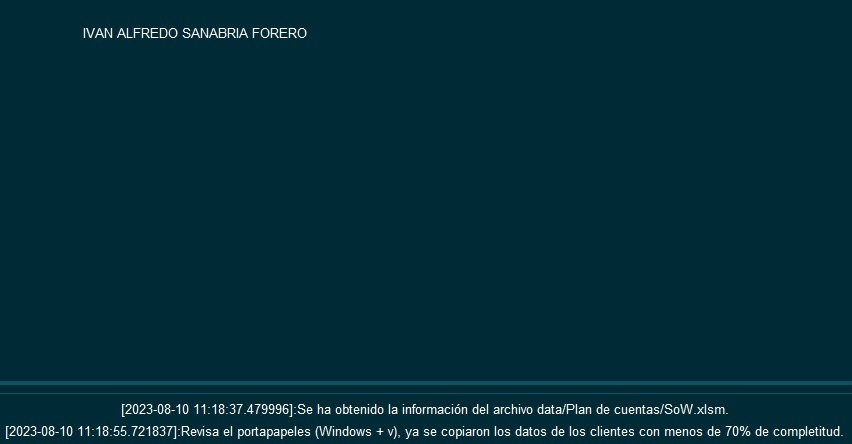 IVAN ALFREDO SANABRIA FORERO
[2023-08-10 11:18:37.479996]:Se ha obtenido la información del archivo data/Plan de cuentas/SoW.xlsm.
[2023-08-10 11:18:55.721837]:Revisa el portapapeles (Windows + v), ya se copiaron los datos de los clientes con menos de 70% de completitud.